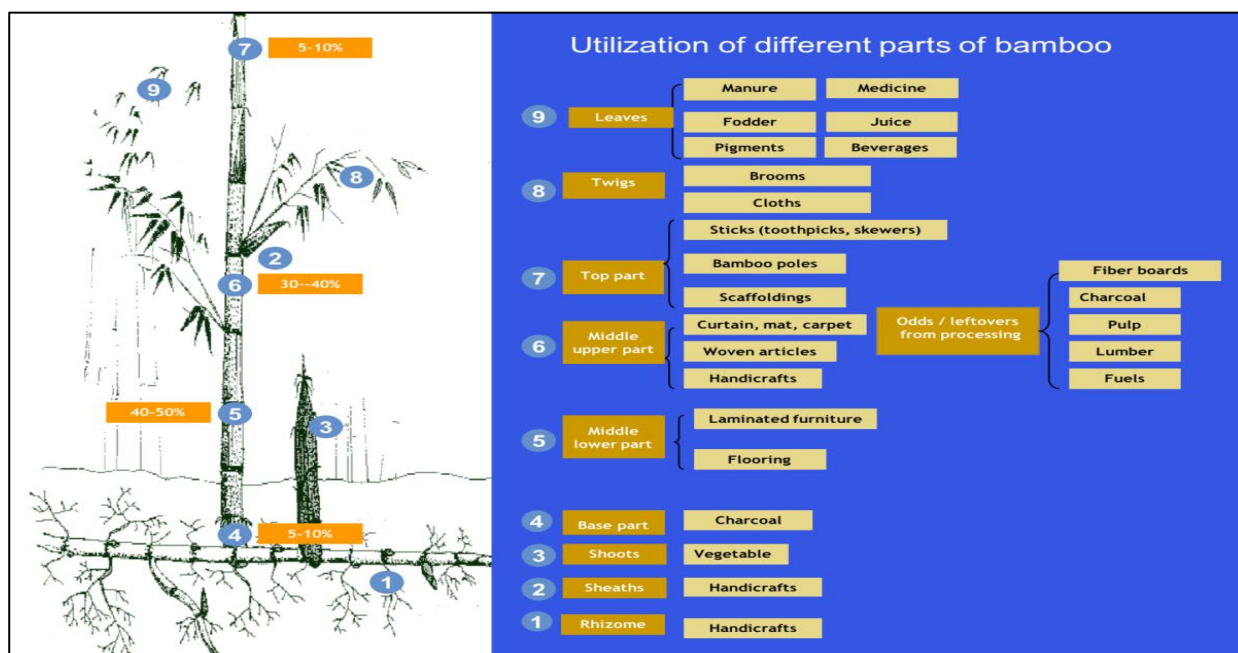 7
5-10%
9
8
2
6
30--40%
40-50%
5
3
4
5-10%
1
Utilization of different parts of bamboo
9
Leaves
Manure
Medicine
Fodder
Juice
Pigments
Beverages
8
Twigs
Brooms
Cloths
7
Top part
Sticks (toothpicks, skewers)
Bamboo poles
Scaffoldings
6
Middle
upper part
Curtain, mat, carpet
Woven articles
Handicrafts
Odds / leftovers
from processing
Fiber boards
Charcoal
Pulp
Lumber
Fuels
5
Middle
lower part
Laminated furniture
Flooring
4
Base part
Charcoal
3
Shoots
Vegetable
2
Sheaths
Handicrafts
1
Rhizome
Handicrafts